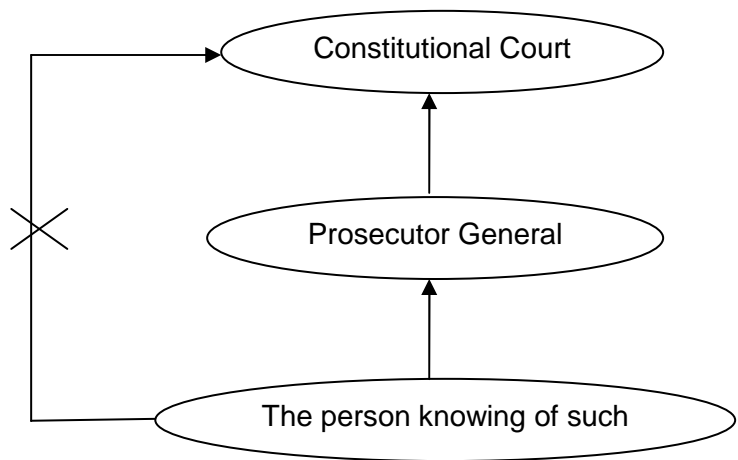 Constitutional Court
Prosecutor General
The person knowing of such